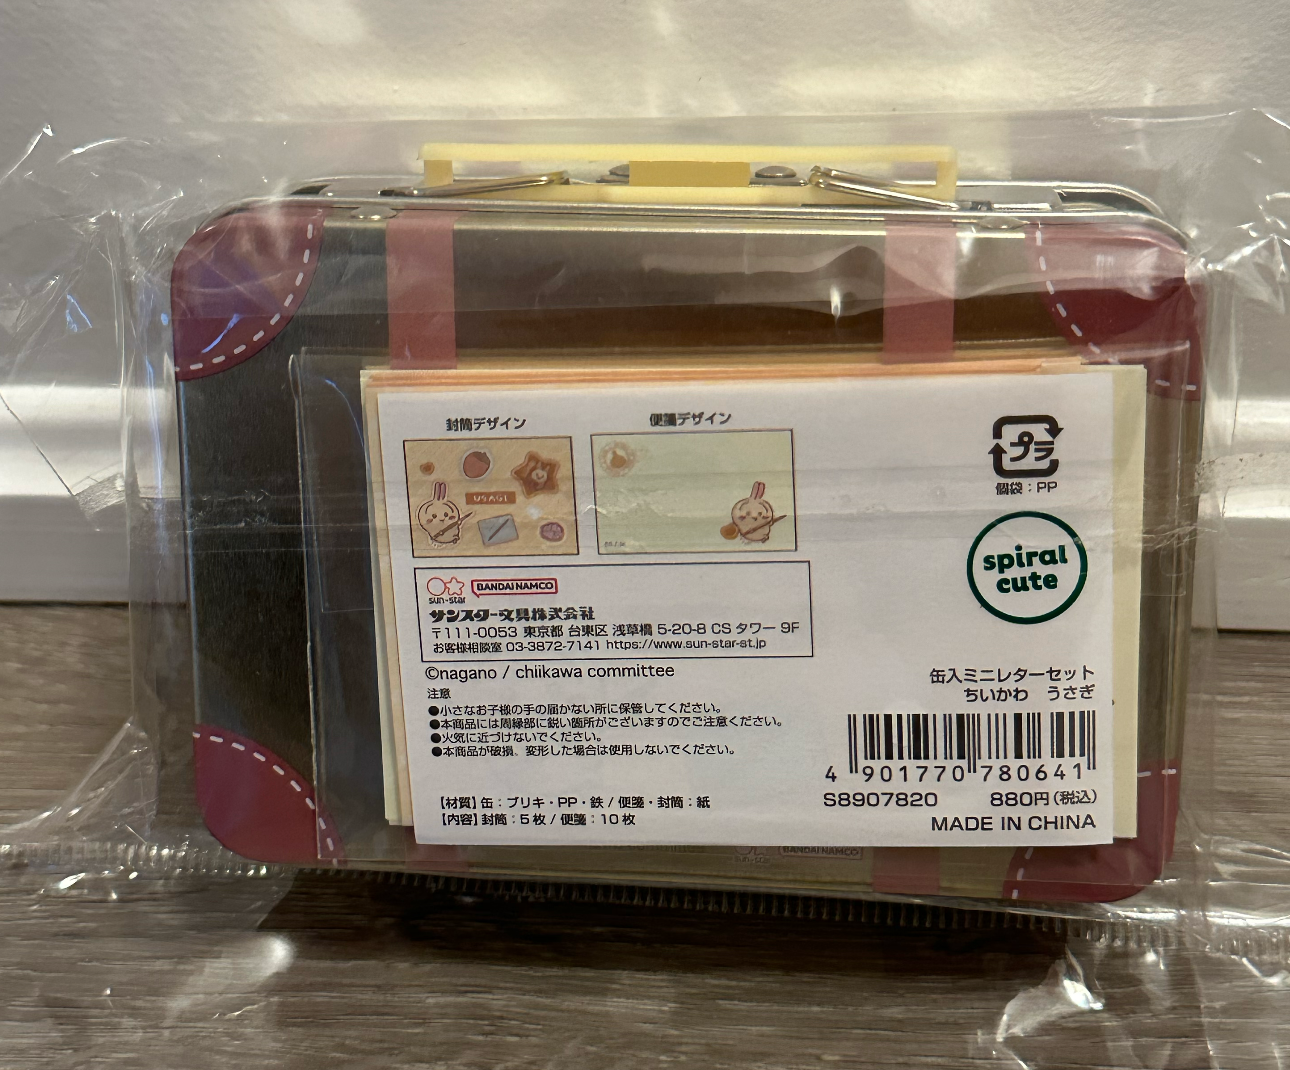 封筒デザイン
便箋デザイン
USAGI
プラ
個袋：PP
spiral
cute
sun-star
BANDAI NAMCO
サンスター文具株式会社
〒111-0053 東京都 台東区 浅草橋 5-20-8 CS タワー 9F
お客様相談室 03-3872-7141 https://www.sun-star-st.jp
©nagano / chiikawa committee
注意
●小さなお子様の手の届かない所に保管してください。
●本商品には周縁部に鋭い箇所がございますのでご注意ください。
●火気に近づけないでください。
●本商品が破損、変形した場合は使用しないでください。
【材質】缶：ブリキ・PP・鉄 / 便箋・封筒：紙
【内容】封筒：5 枚 / 便箋：10 枚
缶入ミニレターセット
ちいかわ　うさぎ
4 901770 780641
S8907820 880円(税込)
MADE IN CHINA
sun-star
BANDAI NAMCO